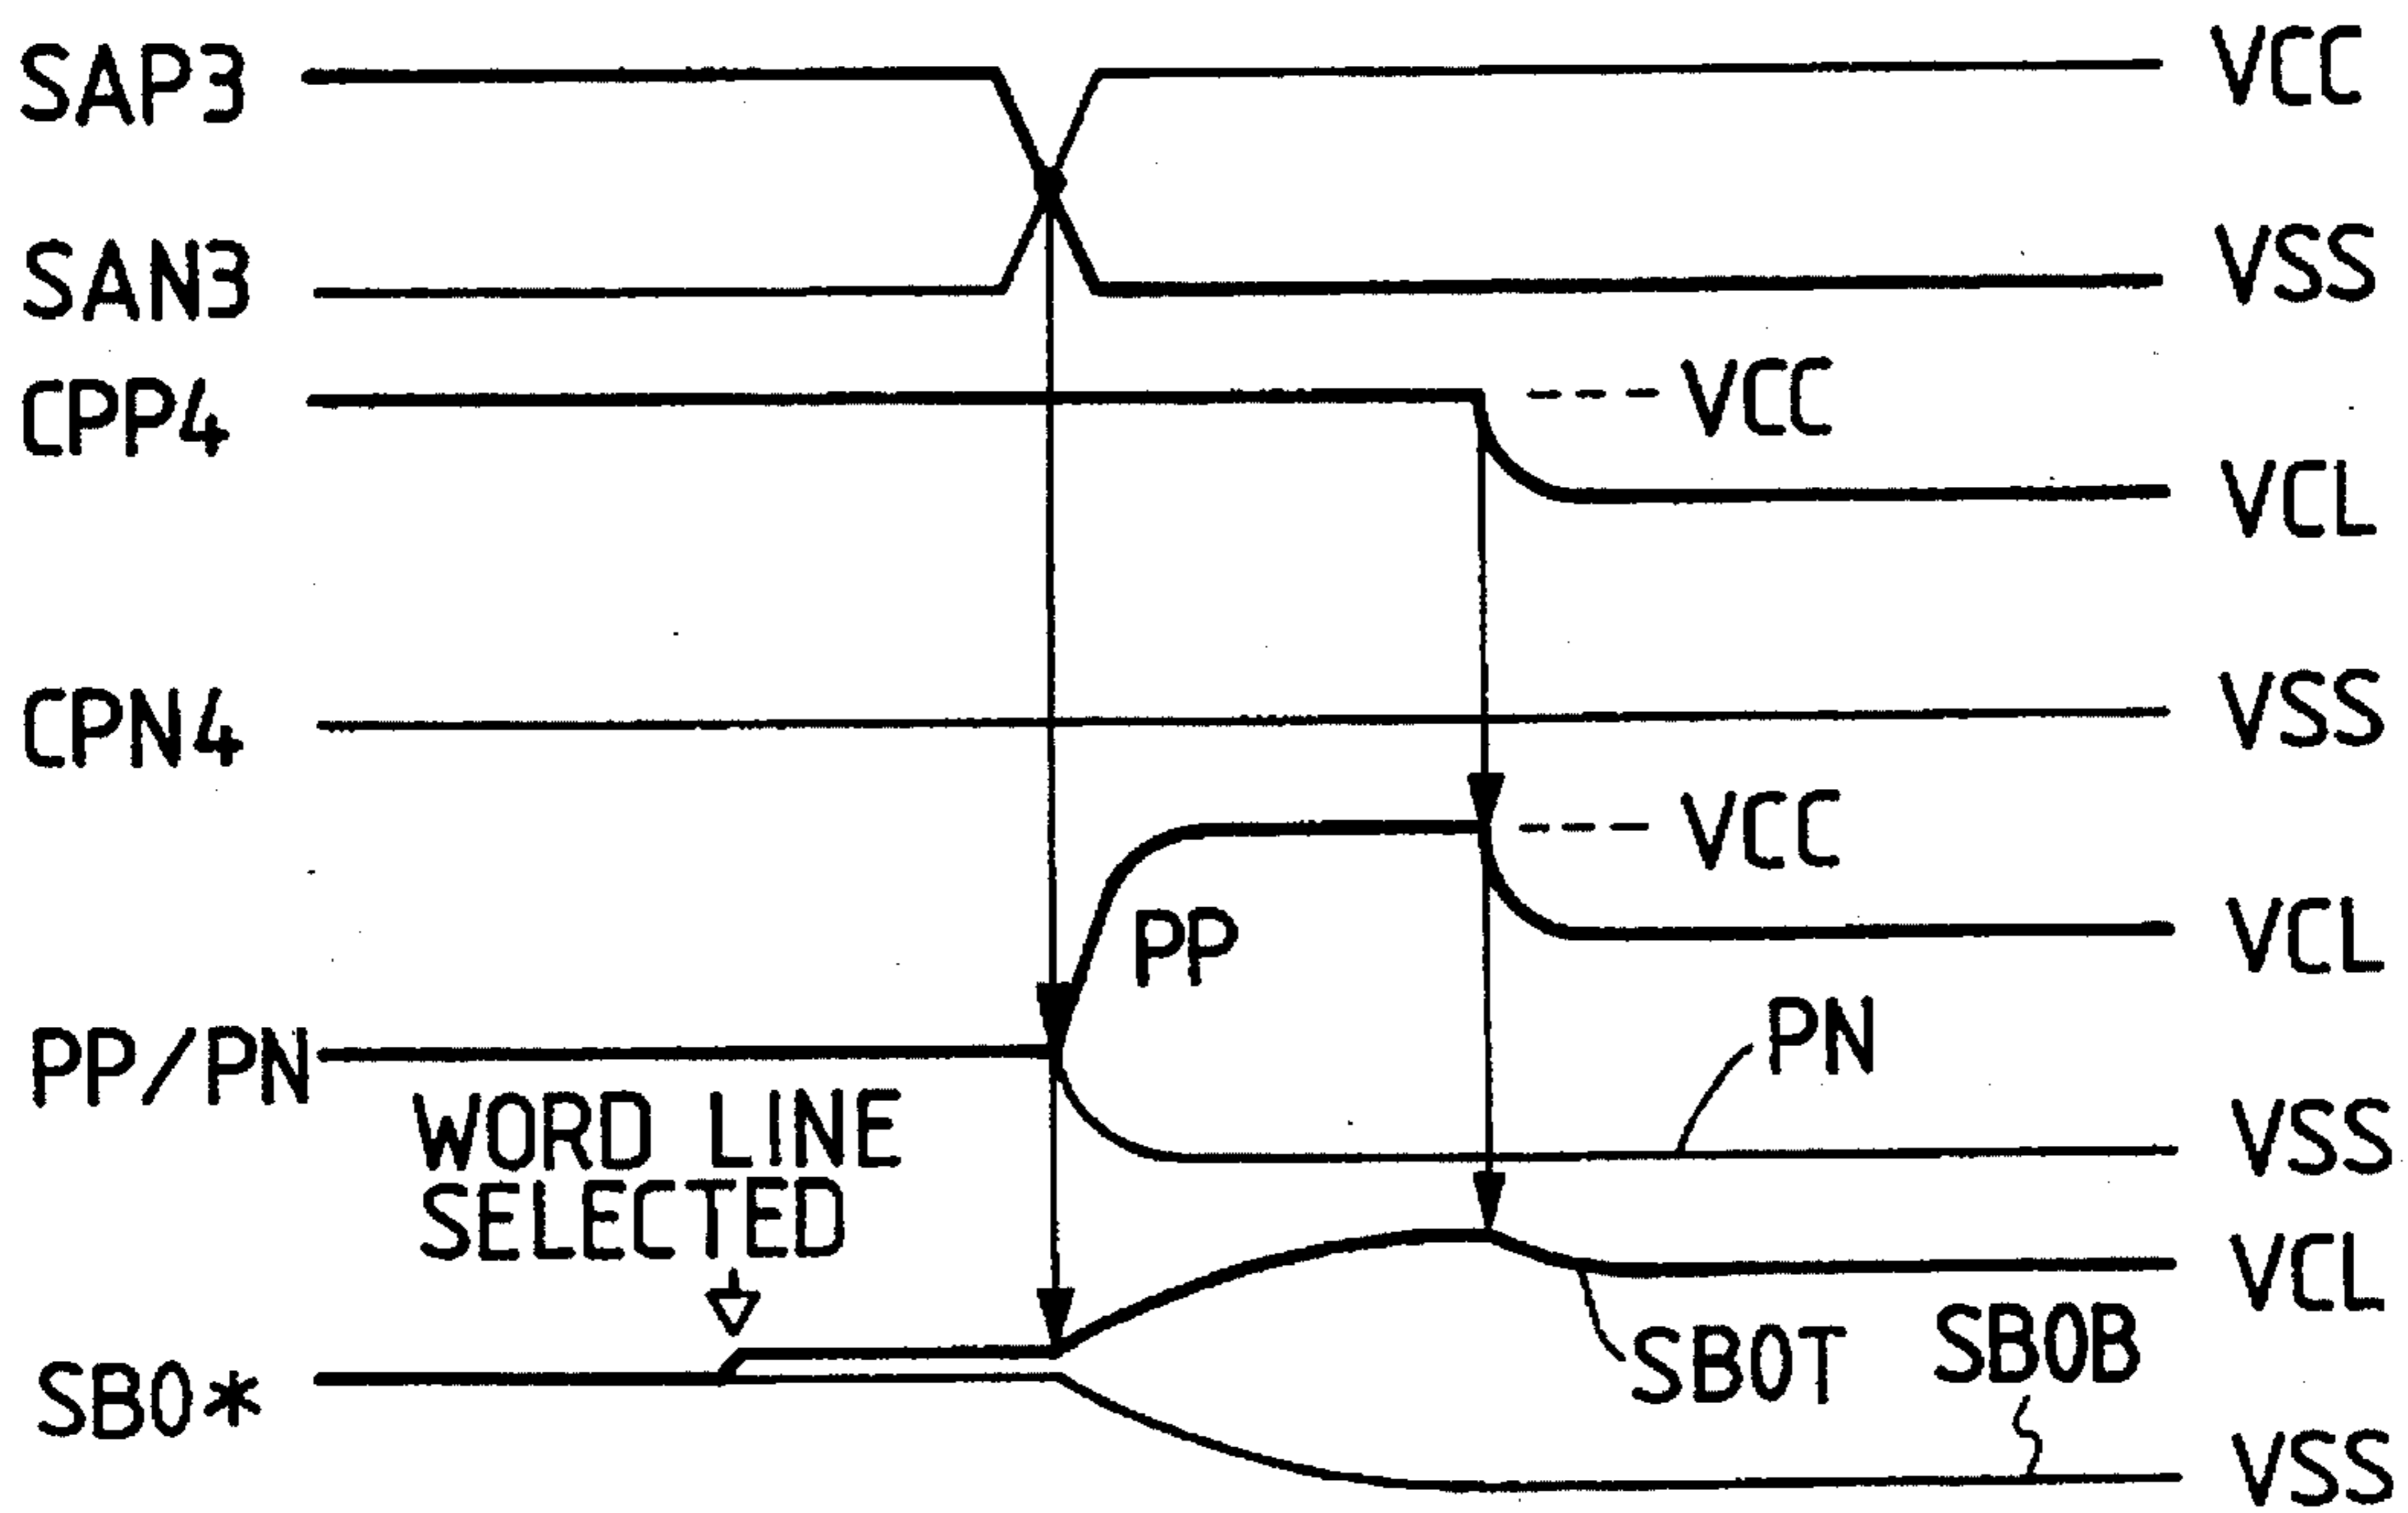 SAP3
VCC
SAN3
VSS
CPP4
--- VCC
VCL
CPN4
VSS
--- VCC
PP
VCL
PN
PP/PN
WORD LINE
SELECTED
VSS
VCL
SB0T
SB0B
SB0*
VSS